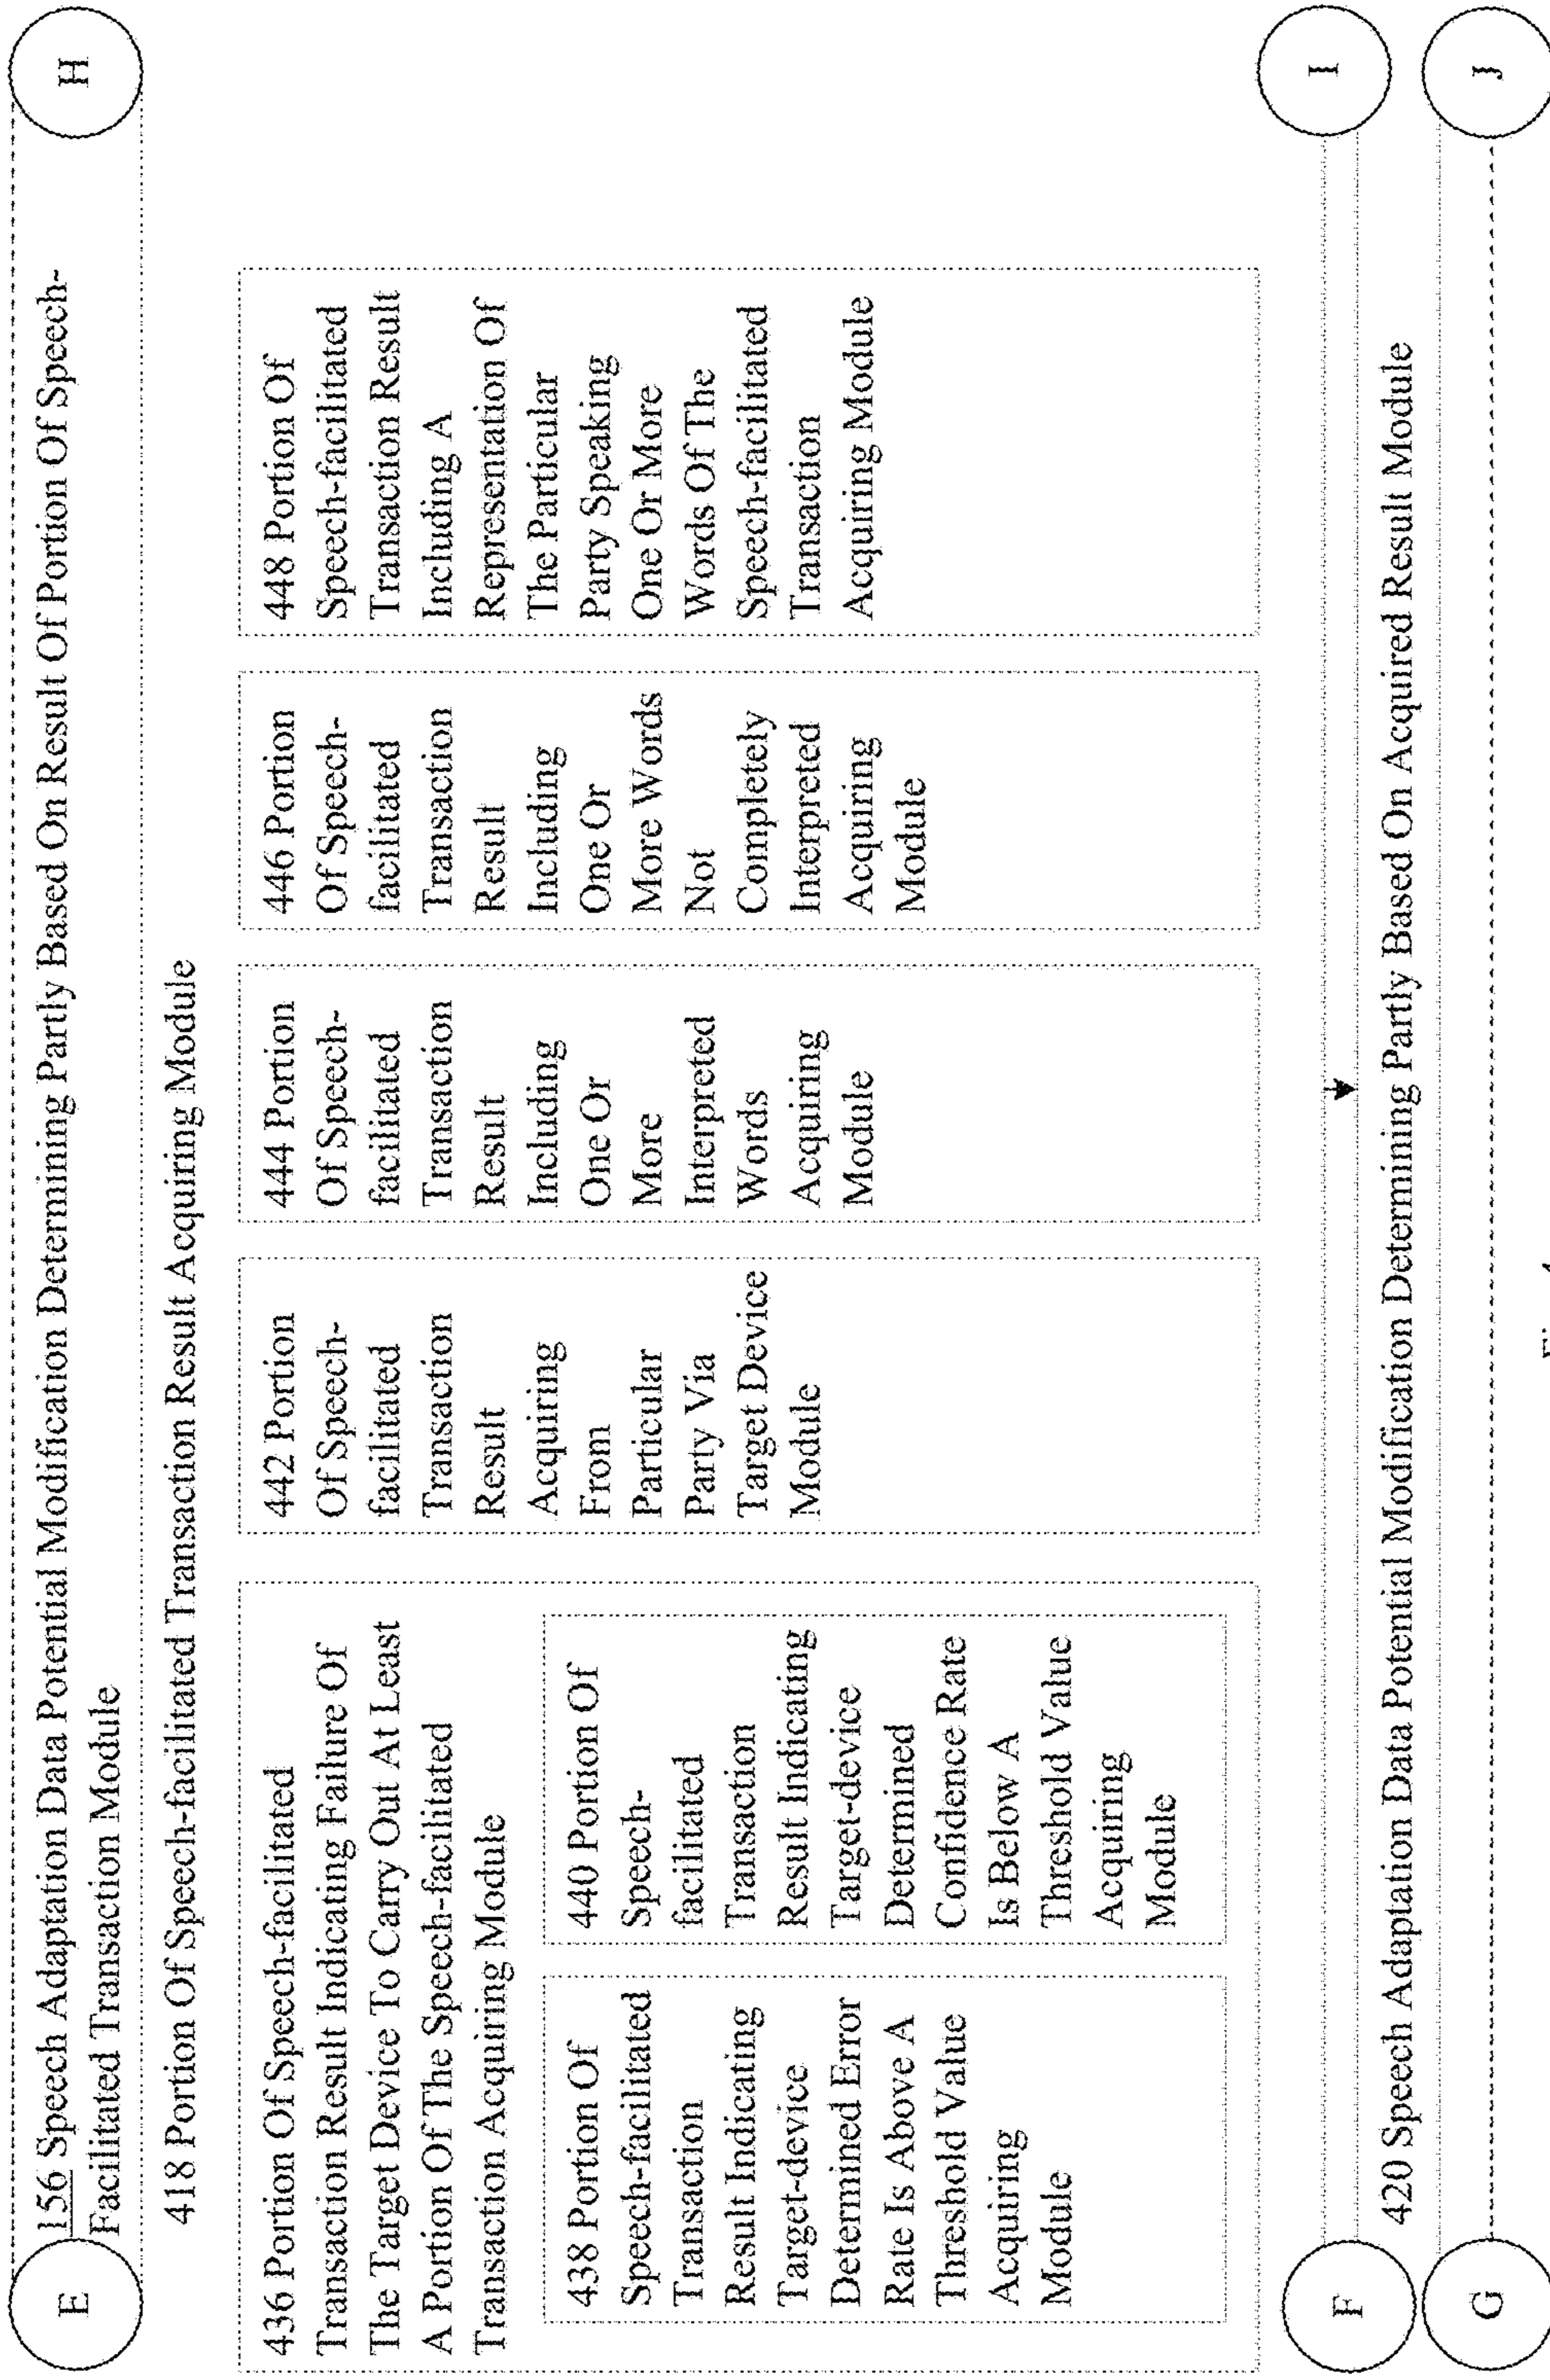 E
156 Speech Adaptation Data Potential Modification Determining Partly Based On Result Of Portion Of Speech-
Facilitated Transaction Module
H
418 Portion Of Speech-facilitated Transaction Result Acquiring Module
436 Portion Of Speech-facilitated
Transaction Result Indicating Failure Of
The Target Device To Carry Out At Least
A Portion Of The Speech-facilitated
Transaction Acquiring Module
438 Portion Of
Speech-facilitated
Transaction
Result Indicating
Target-device
Determined Error
Rate Is Above A
Threshold Value
Acquiring
Module
440 Portion Of
Speech-
facilitated
Transaction
Result Indicating
Target-device
Determined
Confidence Rate
Is Below A
Threshold Value
Acquiring
Module
442 Portion
Of Speech-
facilitated
Transaction
Result
Acquiring
From
Particular
Party Via
Target Device
Module
444 Portion
Of Speech-
facilitated
Transaction
Result
Including
One Or
More
Interpreted
Words
Acquiring
Module
446 Portion
Of Speech-
facilitated
Transaction
Result
Including
One Or
More Words
Not
Completely
Interpreted
Acquiring
Module
448 Portion Of
Speech-facilitated
Transaction Result
Including A
Representation Of
The Particular
Party Speaking
One Or More
Words Of The
Speech-facilitated
Transaction
Acquiring Module
F
I
420 Speech Adaptation Data Potential Modification Determining Partly Based On Acquired Result Module
G
J